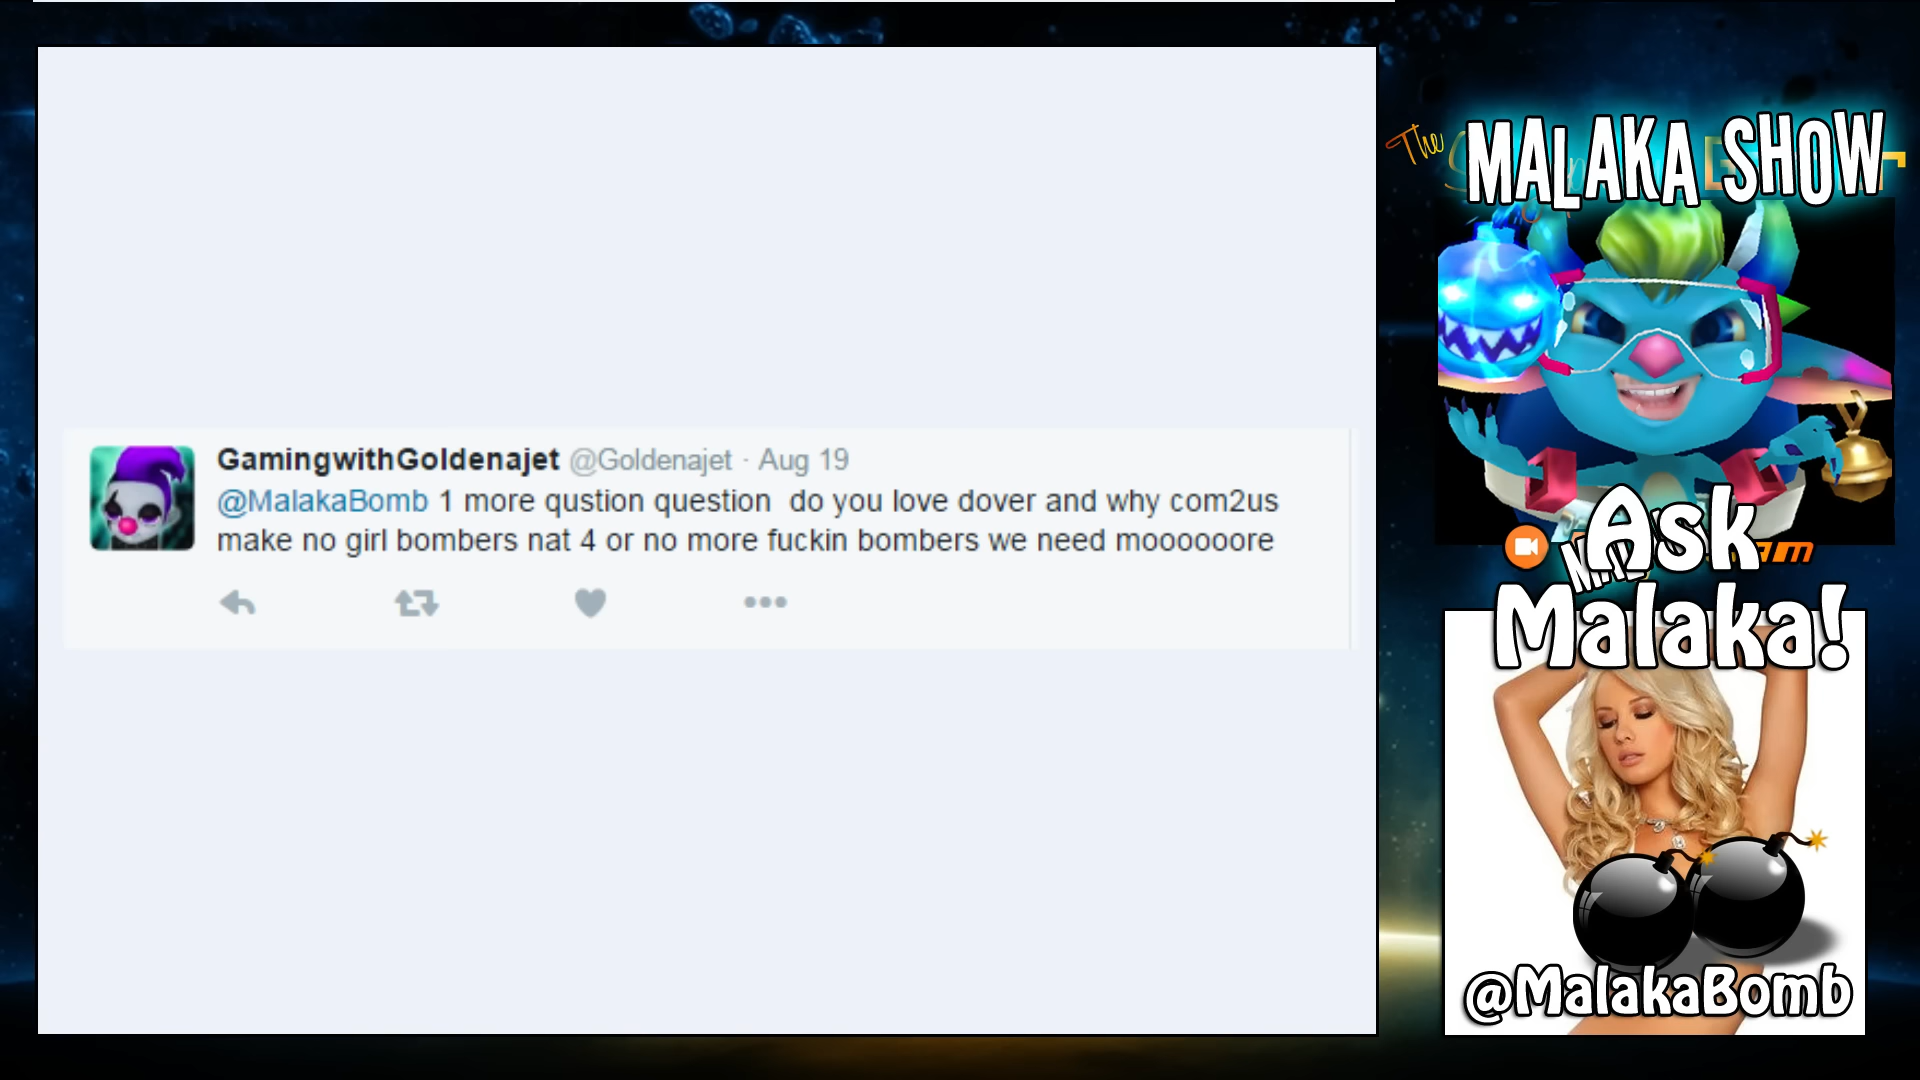 GamingwithGoldenajet @Goldenajet · Aug 19
@MalakaBomb 1 more qustion question  do you love dover and why com2us
make no girl bombers nat 4 or no more fuckin bombers we need moooooore
The
MALAKA SHOW
Ask
Malaka!
@MalakaBomb